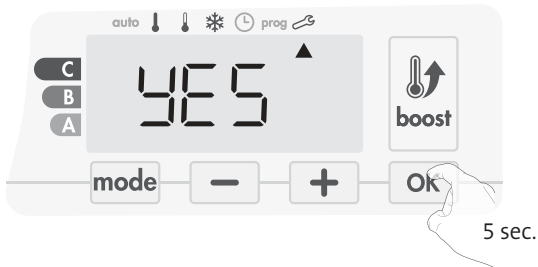 auto prog
C
B
A
YES
boost
mode − + OK
5 sec.